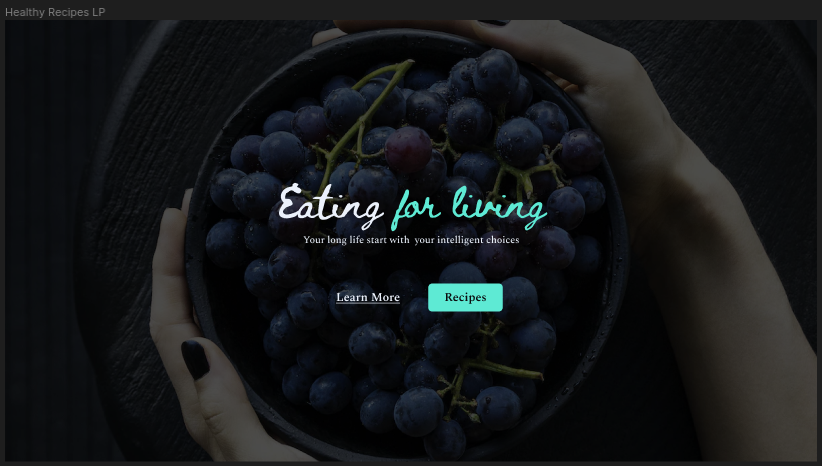 Healthy Recipes LP
Eating for living
Your long life start with your intelligent choices
Learn More Recipes